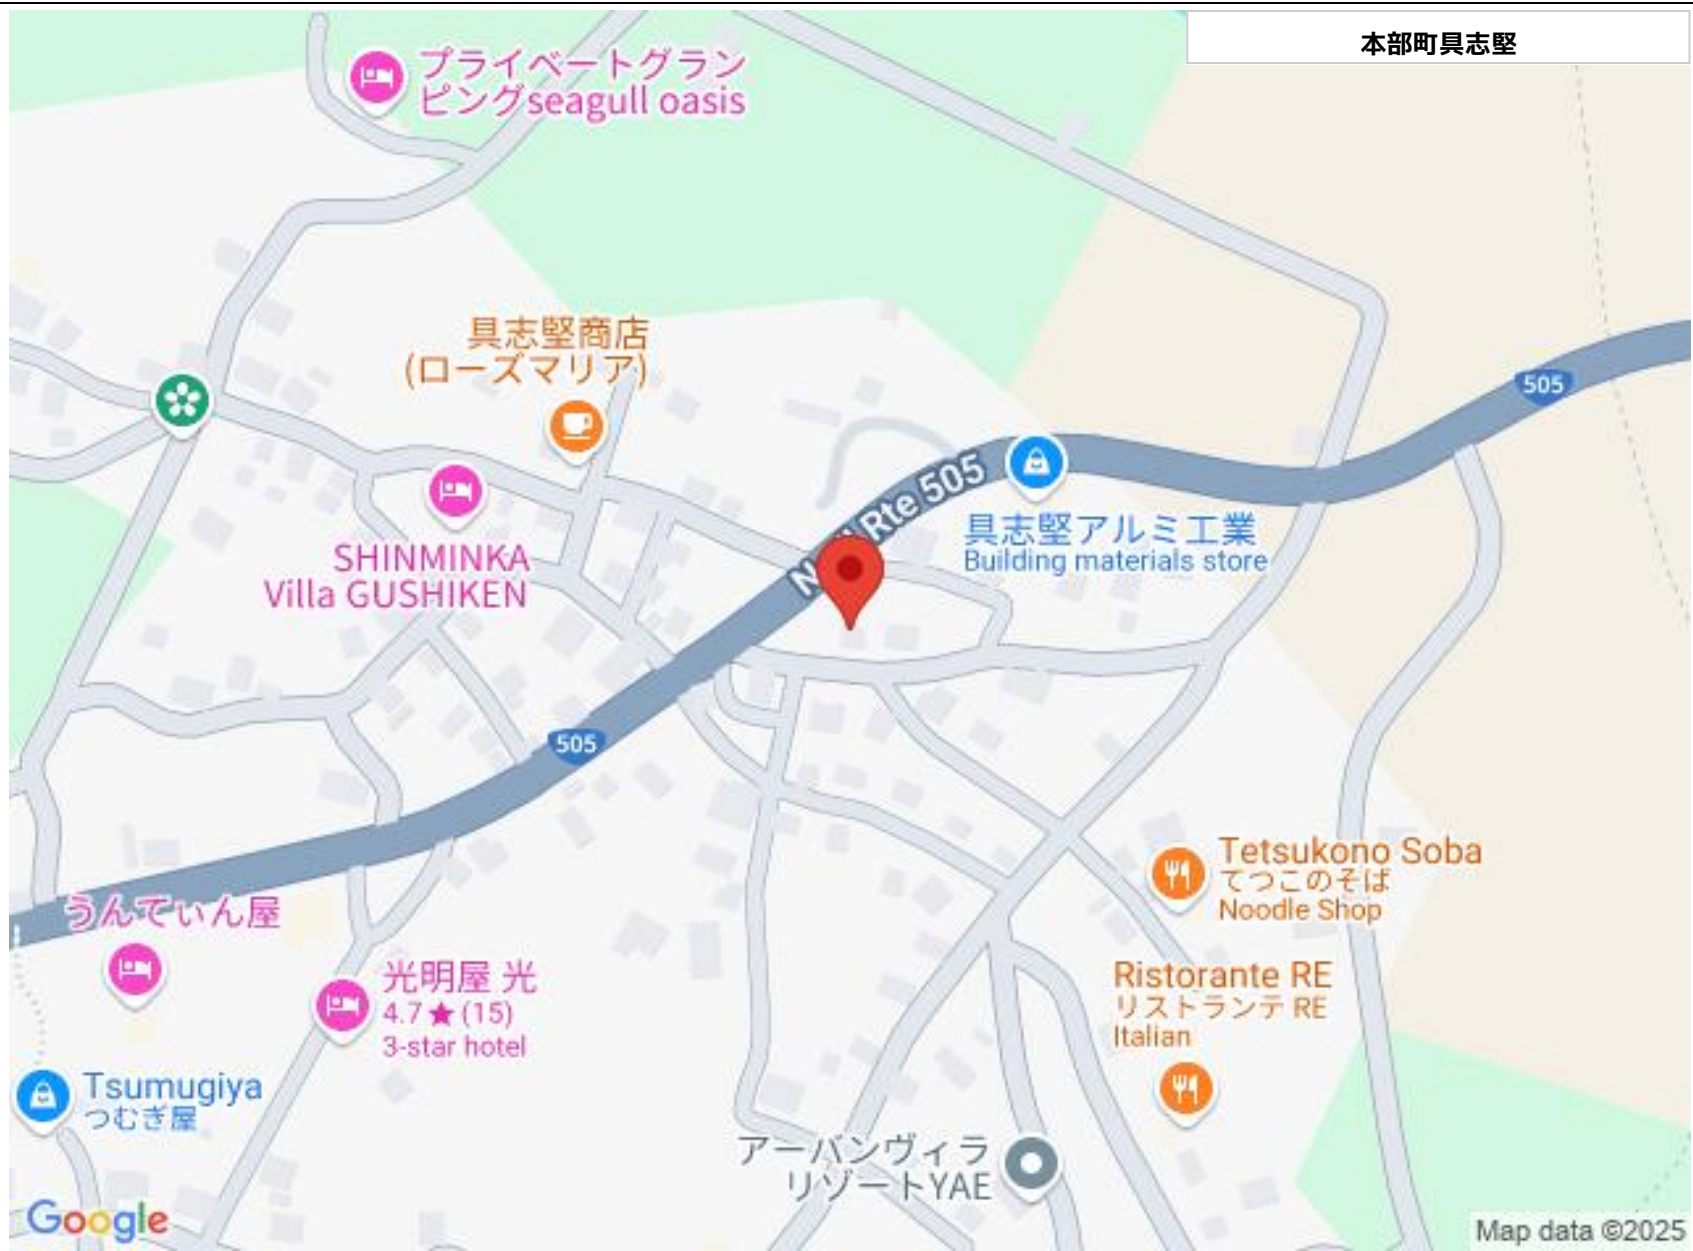 本部町具志堅
プライベートグラン
ピングseagull oasis
具志堅商店
(ローズマリア)
505
Rte 505
具志堅アルミ工業
Building materials store
SHINMINKA
Villa GUSHIKEN
505
Tetsukono Soba
てつこのそば
Noodle Shop
うんてぃん屋
光明屋 光
4.7★(15)
3-star hotel
Ristorante RE
リストランテ RE
Italian
Tsumugiya
つむぎ屋
アーバンヴィラ
リゾートYAE
Google
Map data ©2025